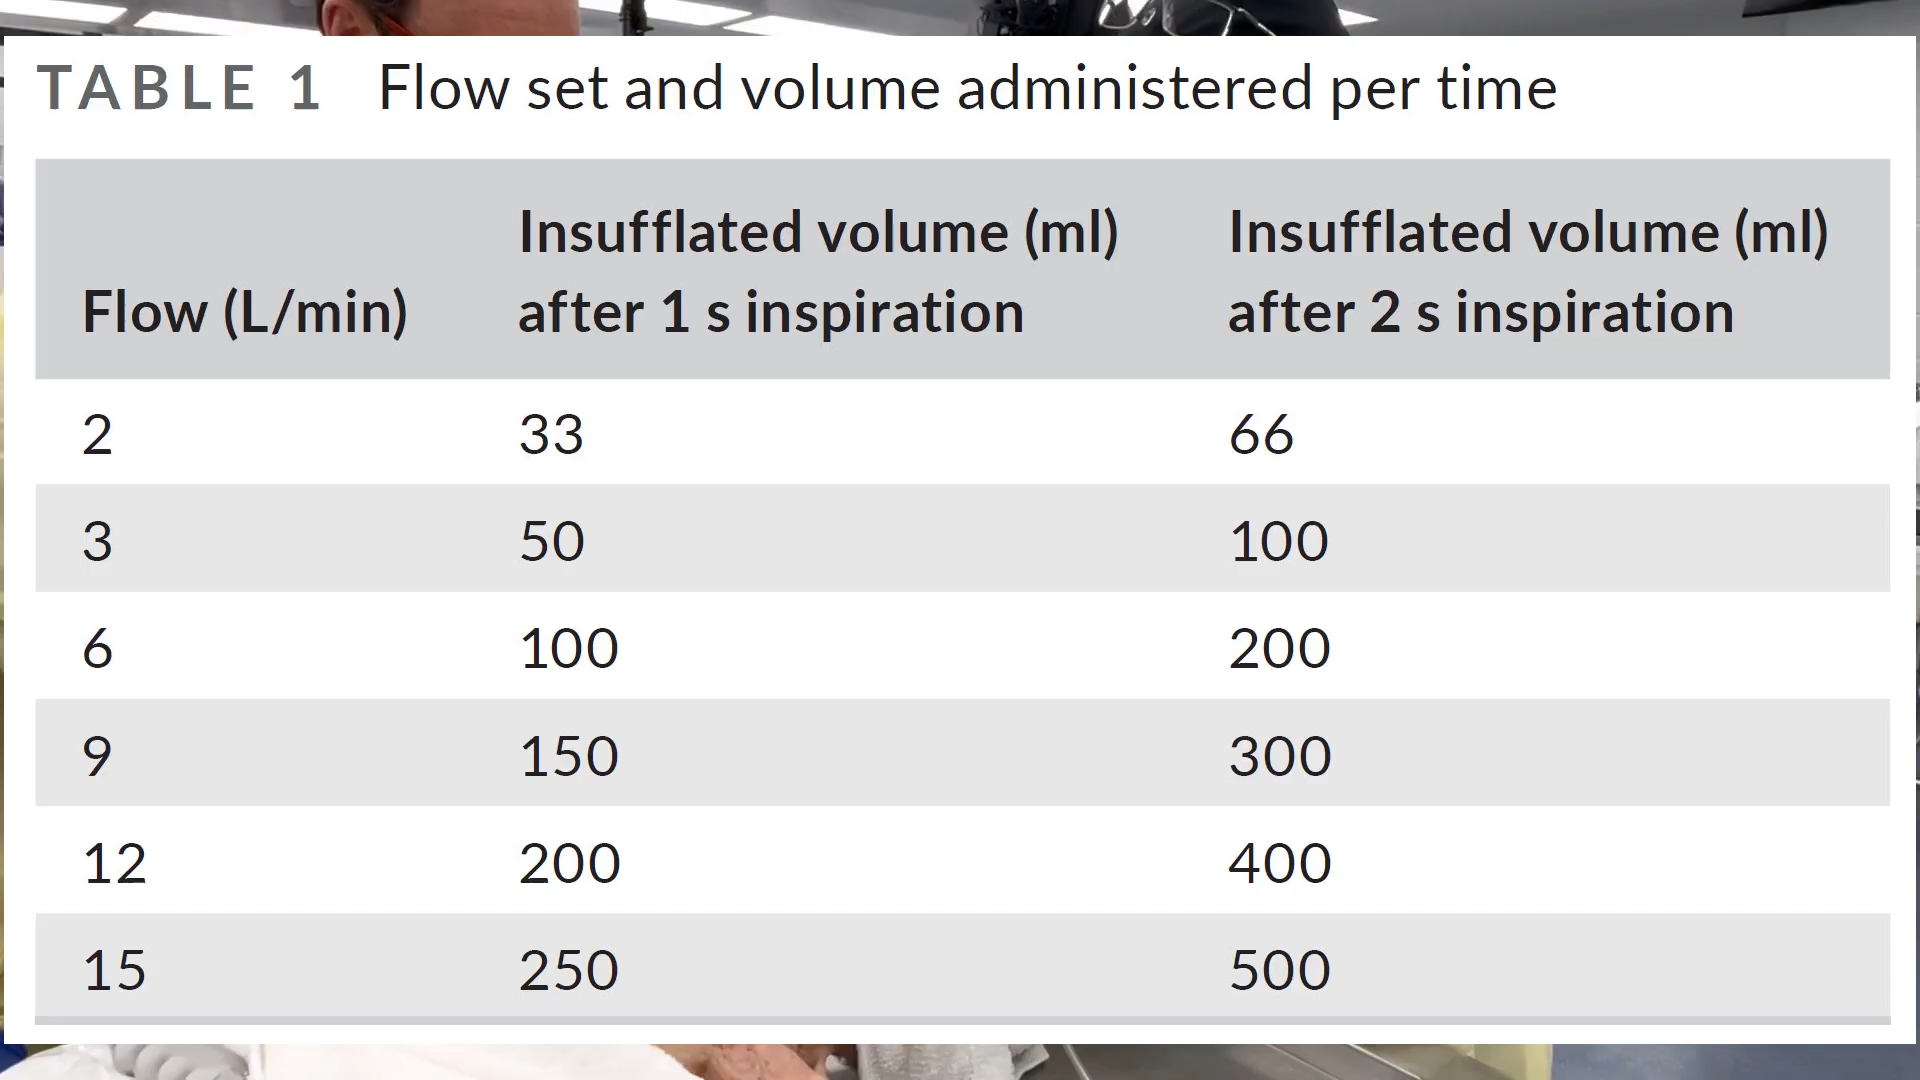 TABLE 1 Flow set and volume administered per time
Flow (L/min) Insufflated volume (ml) after 1 s inspiration Insufflated volume (ml) after 2 s inspiration
2 33 66
3 50 100
6 100 200
9 150 300
12 200 400
15 250 500